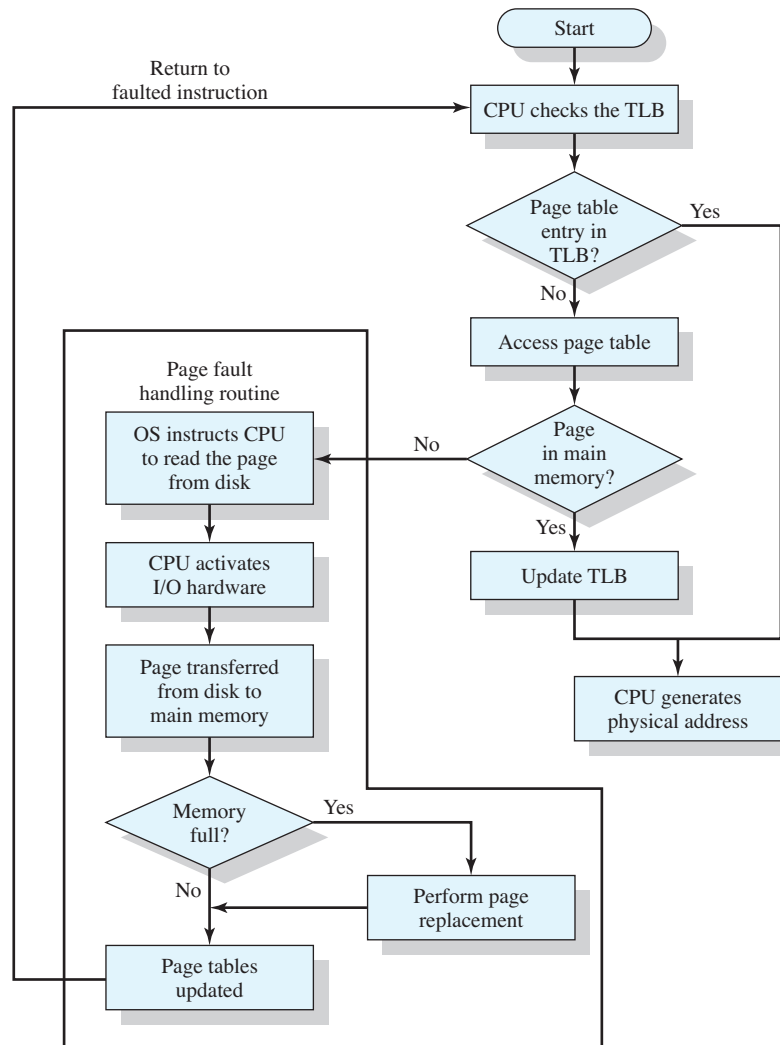 Start
Return to
faulted instruction
CPU checks the TLB
Page table
entry in
TLB?
Yes
No
Access page table
Page fault
handling routine
OS instructs CPU
to read the page
from disk
No
Page
in main
memory?
Yes
CPU activates
I/O hardware
Update TLB
Page transferred
from disk to
main memory
CPU generates
physical address
Memory
full?
Yes
No
Perform page
replacement
Page tables
updated